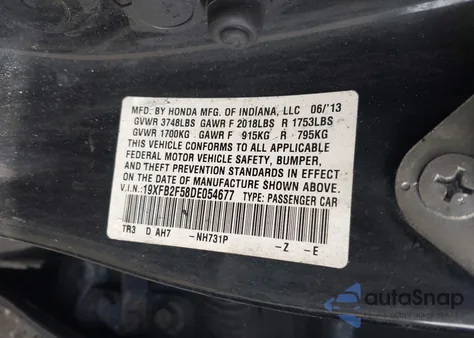 MFD. BY HONDA MFG. OF INDIANA, LLC 06/'13
GVWR 3748LBS GAWR F 2018LBS R 1753LBS
GVWR 1700KG GAWR F 915KG R 795KG
THIS VEHICLE CONFORMS TO ALL APPLICABLE
FEDERAL MOTOR VEHICLE SAFETY, BUMPER,
AND THEFT PREVENTION STANDARDS IN EFFECT
ON THE DATE OF MANUFACTURE SHOWN ABOVE.
V.I.N.:19XFB2F58DE054677 TYPE: PASSENGER CAR
TR3 D AH7 -NH731P -Z -E
autoSnap